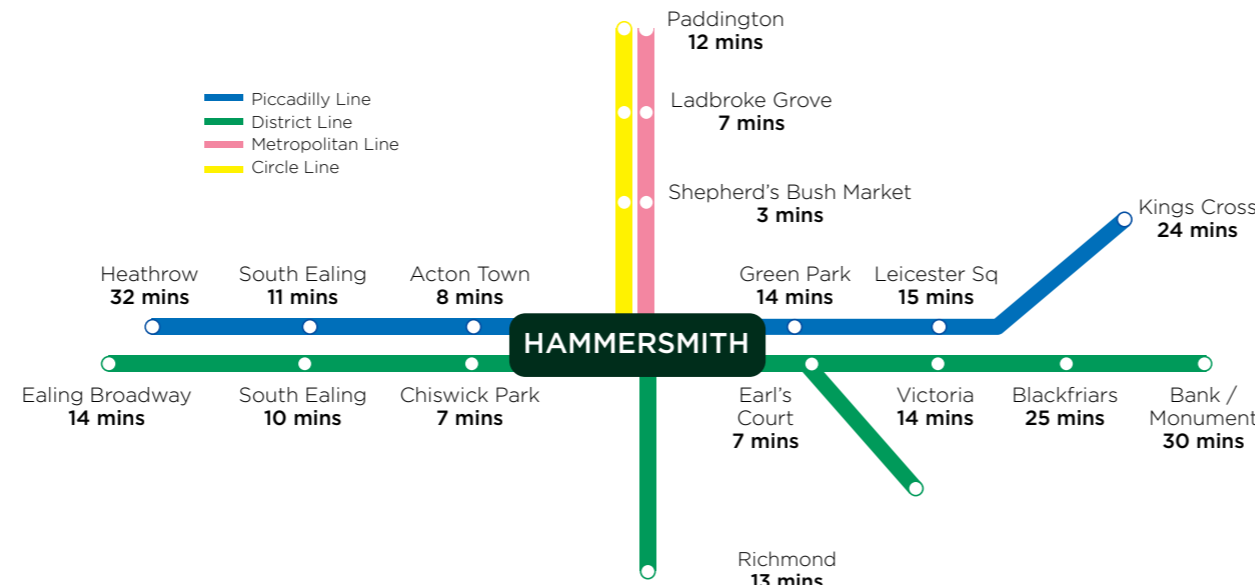 Paddington
12 mins
Piccadilly Line
District Line
Metropolitan Line
Circle Line
Ladbroke Grove
7 mins
Shepherd's Bush Market
3 mins
Kings Cross
24 mins
Heathrow
32 mins
South Ealing
11 mins
Acton Town
8 mins
Green Park
14 mins
Leicester Sq
15 mins
HAMMERSMITH
Ealing Broadway
14 mins
South Ealing
10 mins
Chiswick Park
7 mins
Earl's
Court
7 mins
Victoria
14 mins
Blackfriars
25 mins
Bank /
Monument
30 mins
Richmond
13 mins